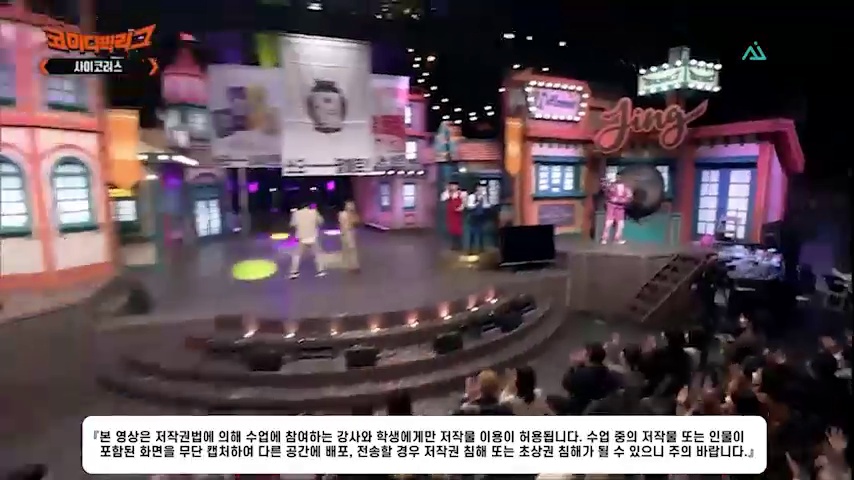 코미디빅리그
사이코러스
Jing
『본 영상은 저작권법에 의해 수업에 참여하는 강사와 학생에게만 저작물 이용이 허용됩니다. 수업 중의 저작물 또는 인물이
포함된 화면을 무단 캡처하여 다른 공간에 배포, 전송할 경우 저작권 침해 또는 초상권 침해가 될 수 있으니 주의 바랍니다.』